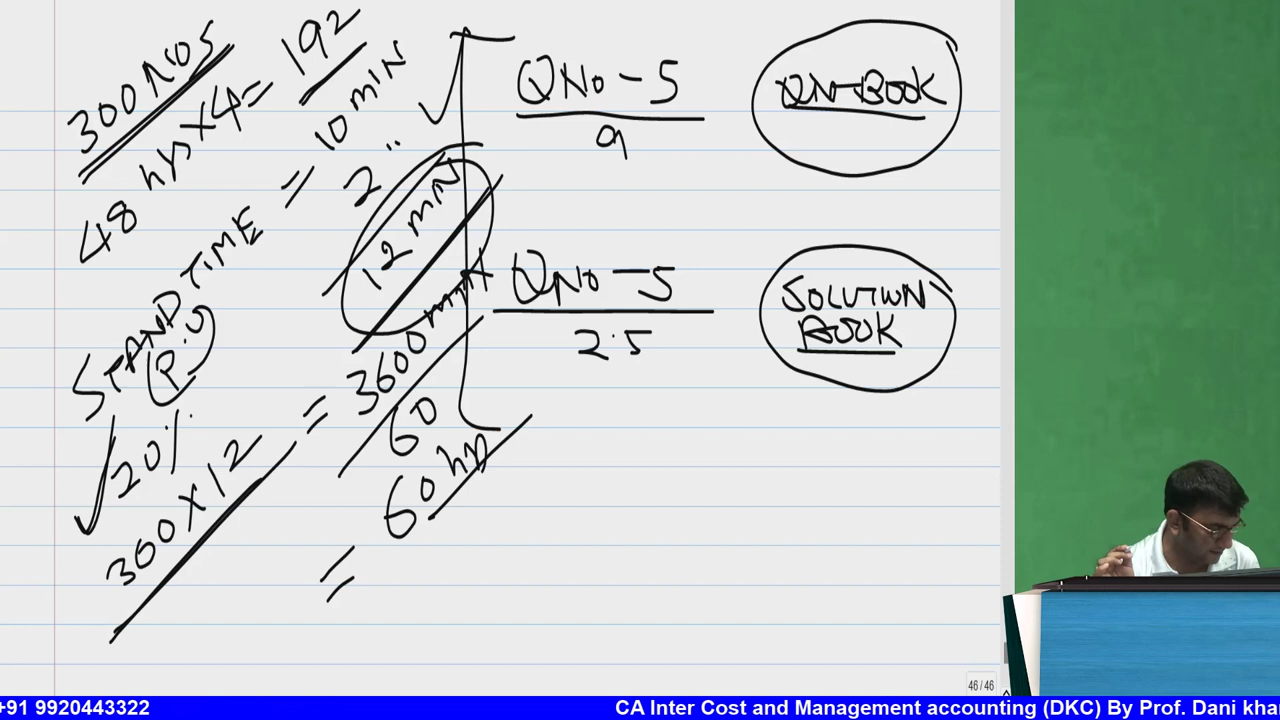 300 NOS
48 hrs x 4 = 192
STAND TIME = 10 MIN
(P.U) 2 "
12 MIN
20%
300 x 12 = 3600 min
60
= 60 hrs
QNo - 5
9
QN-BOOK
QNo - 5
2.5
SOLUTION
BOOK
46/46
+91 9920443322 CA Inter Cost and Management accounting (DKC) By Prof. Dani kha